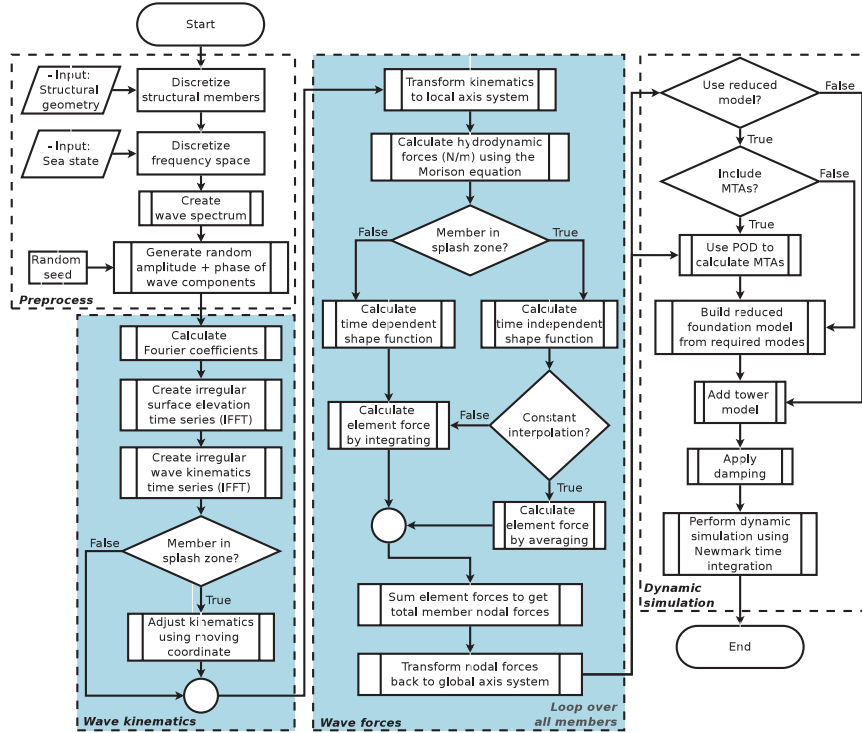 Start
- Input:
Structural
geometry
Discretize
structural members
- Input:
Sea state
Discretize
frequency space
Create
wave spectrum
Random
seed
Generate random
amplitude + phase of
wave components
Preprocess
Calculate
Fourier coefficients
Create irregular
surface elevation
time series (IFFT)
Create irregular
wave kinematics
time series (IFFT)
False
Member in
splash zone?
True
Adjust kinematics
using moving
coordinate
Wave kinematics
Transform kinematics
to local axis system
Calculate hydrodynamic
forces (N/m) using the
Morison equation
False
Member in
splash zone?
True
Calculate
time dependent
shape function
Calculate
time independent
shape function
Calculate
element force
by integrating
False
Constant
interpolation?
True
Calculate
element force
by averaging
Sum element forces to get
total member nodal forces
Transform nodal forces
back to global axis system
Wave forces
Loop over
all members
Use reduced
model?
False
True
Include
MTAs?
False
True
Use POD to
calculate MTAs
Build reduced
foundation model
from required modes
Add tower
model
Apply
damping
Perform dynamic
simulation using
Newmark time
integration
Dynamic
simulation
End